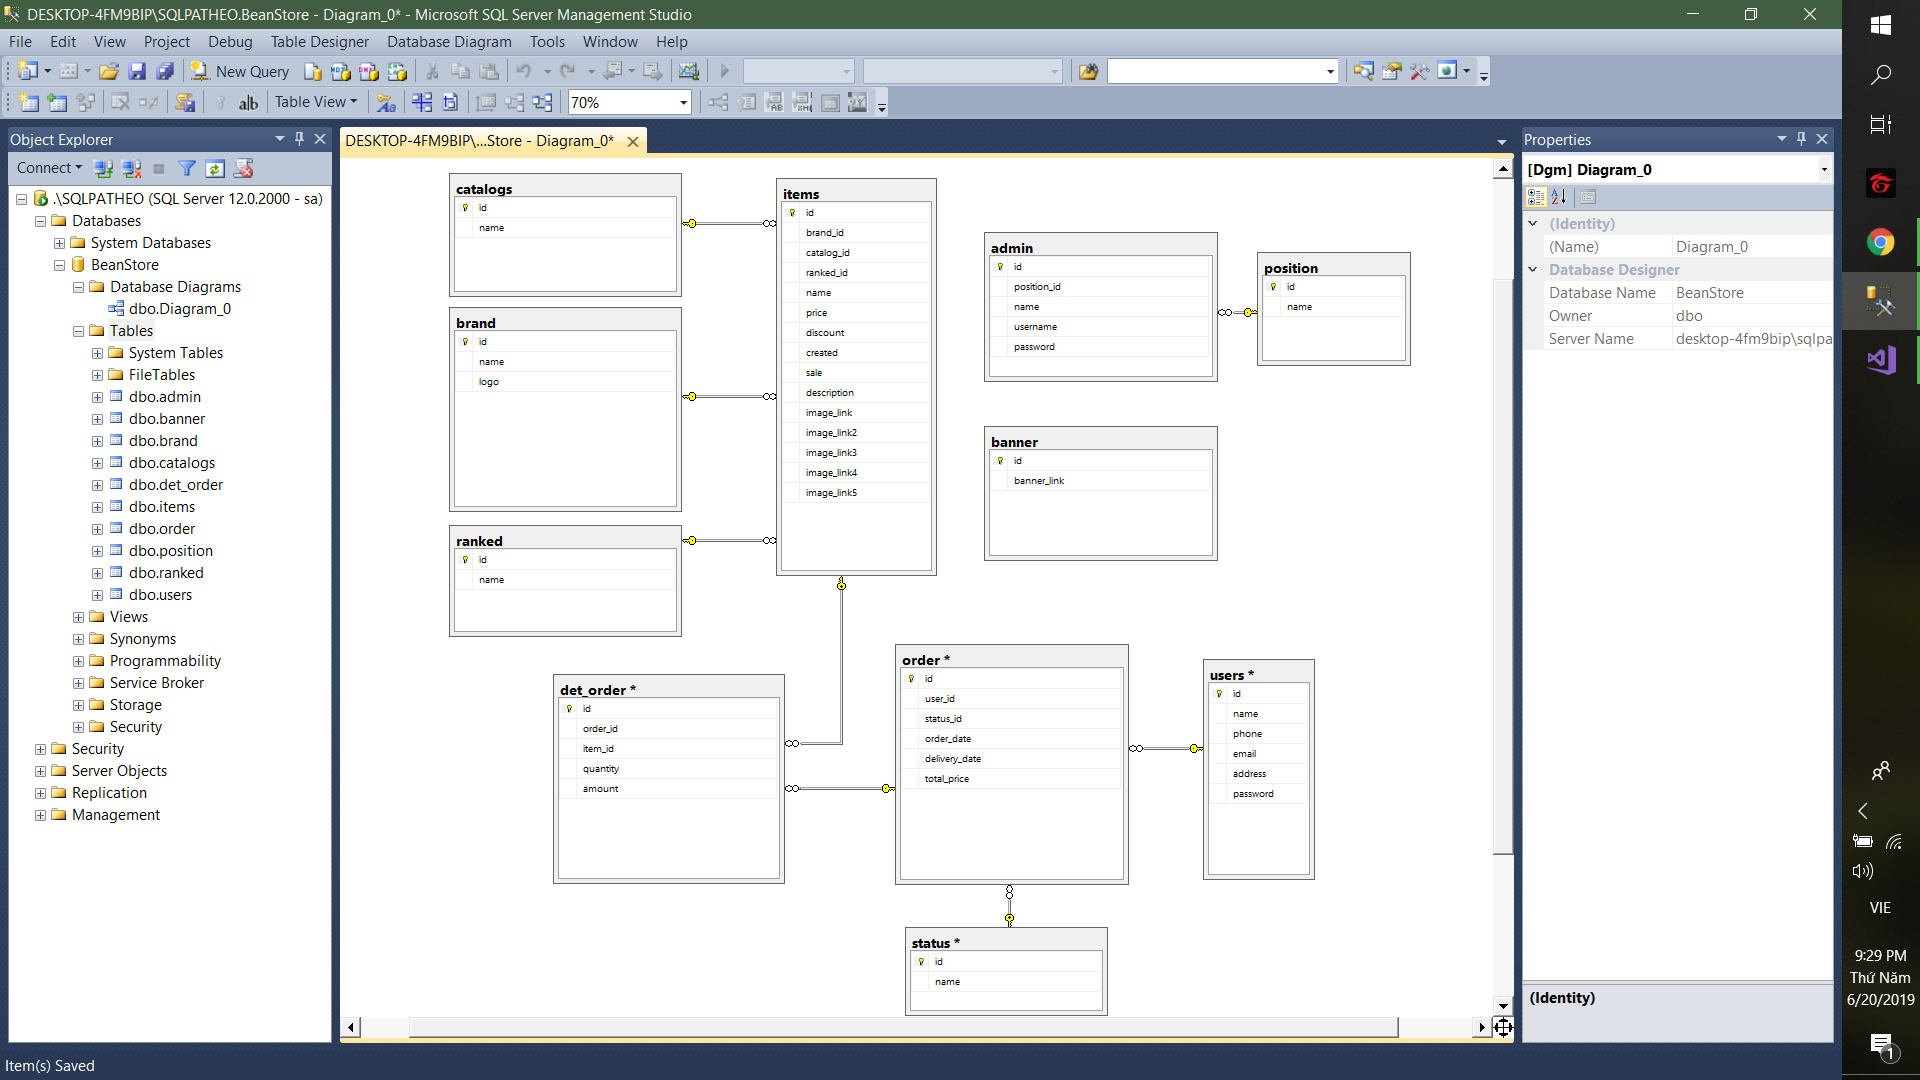 DESKTOP-4FM9BIP\SQLPATHEO.BeanStore - Diagram_0* - Microsoft SQL Server Management Studio
File Edit View Project Debug Table Designer Database Diagram Tools Window Help
New Query
Table View
70%
Object Explorer
Connect
.\SQLPATHEO (SQL Server 12.0.2000 - sa)
Databases
System Databases
BeanStore
Database Diagrams
dbo.Diagram_0
Tables
System Tables
FileTables
dbo.admin
dbo.banner
dbo.brand
dbo.catalogs
dbo.det_order
dbo.items
dbo.order
dbo.position
dbo.ranked
dbo.users
Views
Synonyms
Programmability
Service Broker
Storage
Security
Security
Server Objects
Replication
Management
DESKTOP-4FM9BIP\...Store - Diagram_0*
catalogs
id
name
brand
id
name
logo
ranked
id
name
items
id
brand_id
catalog_id
ranked_id
name
price
discount
created
sale
description
image_link
image_link2
image_link3
image_link4
image_link5
admin
id
position_id
name
username
password
position
id
name
banner
id
banner_link
det_order *
id
order_id
item_id
quantity
amount
order *
id
user_id
status_id
order_date
delivery_date
total_price
users *
id
name
phone
email
address
password
status *
id
name
Properties
[Dgm] Diagram_0
(Identity)
(Name) Diagram_0
Database Designer
Database Name BeanStore
Owner dbo
Server Name desktop-4fm9bip\sqlpa
(Identity)
Item(s) Saved
VIE
9:29 PM
Thứ Năm
6/20/2019
1